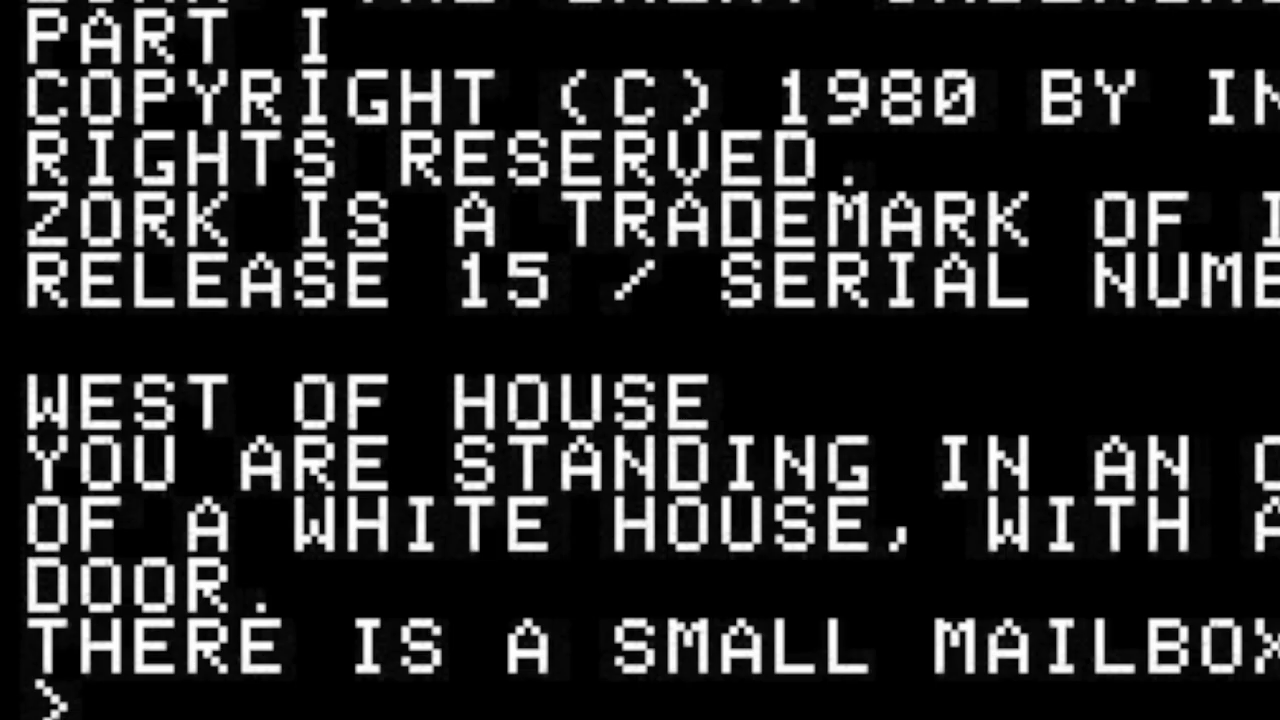 PART I
COPYRIGHT (C) 1980 BY
RIGHTS RESERVED.
ZORK IS A TRADEMARK OF
RELEASE 15 / SERIAL
WEST OF HOUSE
YOU ARE STANDING IN AN
OF A WHITE HOUSE, WITH A
DOOR.
THERE IS A SMALL MAILBOX
>